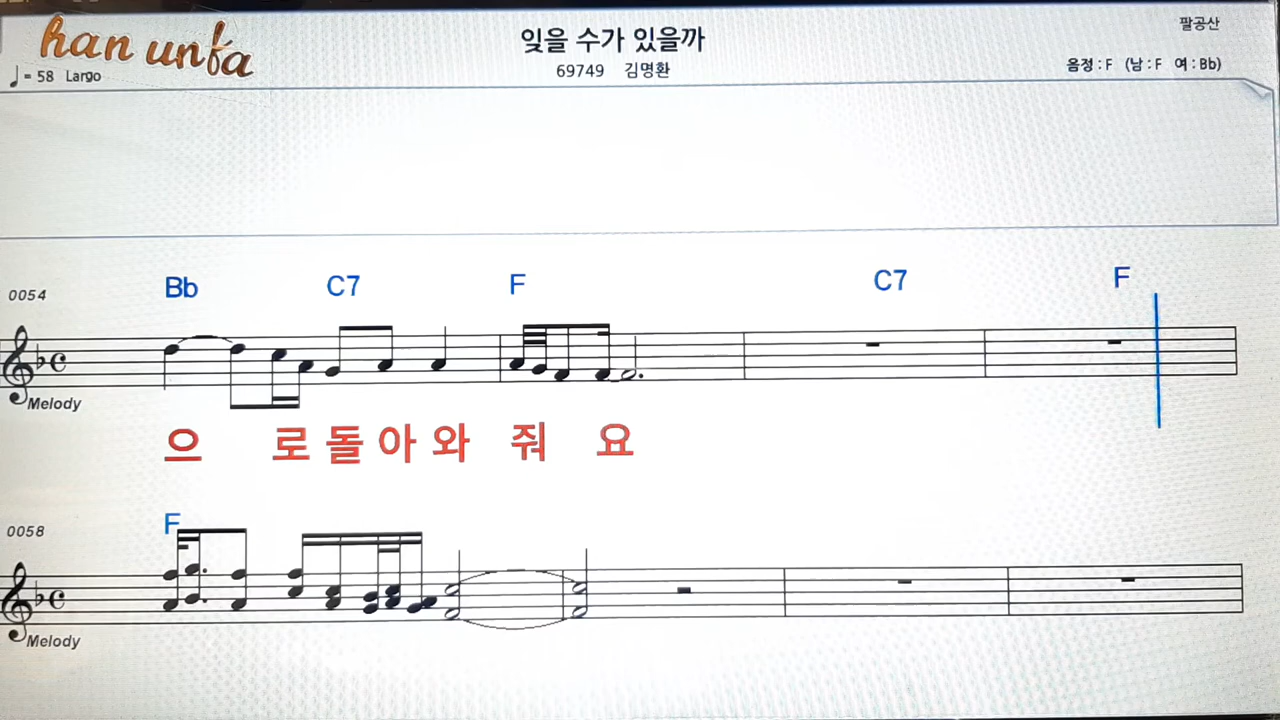 han unfa
잊을 수가 있을까
팔공산
♩= 58 Largo
69749 김명환
음정 : F (남 : F 여 : Bb)
0054
Bb C7 F C7 F
Melody
으 로 돌 아 와 줘 요
0058
F
Melody